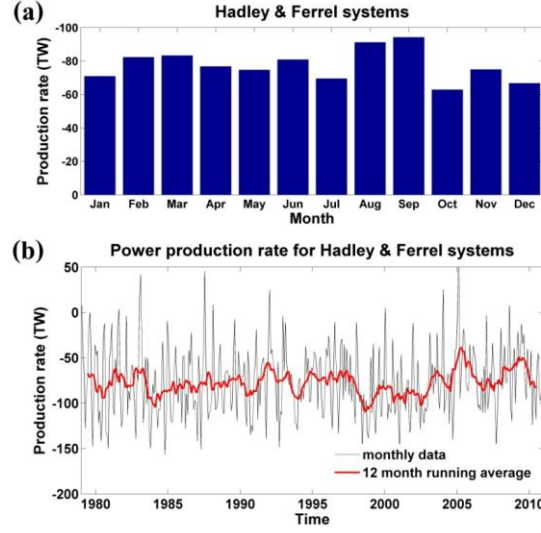 (a)
Hadley & Ferrel systems
Production rate (TW)
-100
-80
-60
-40
-20
0
Jan Feb Mar Apr May Jun Jul Aug Sep Oct Nov Dec
Month
(b)
Power production rate for Hadley & Ferrel systems
Production rate (TW)
50
0
-50
-100
-150
-200
monthly data
12 month running average
1980 1985 1990 1995 2000 2005 2010
Time